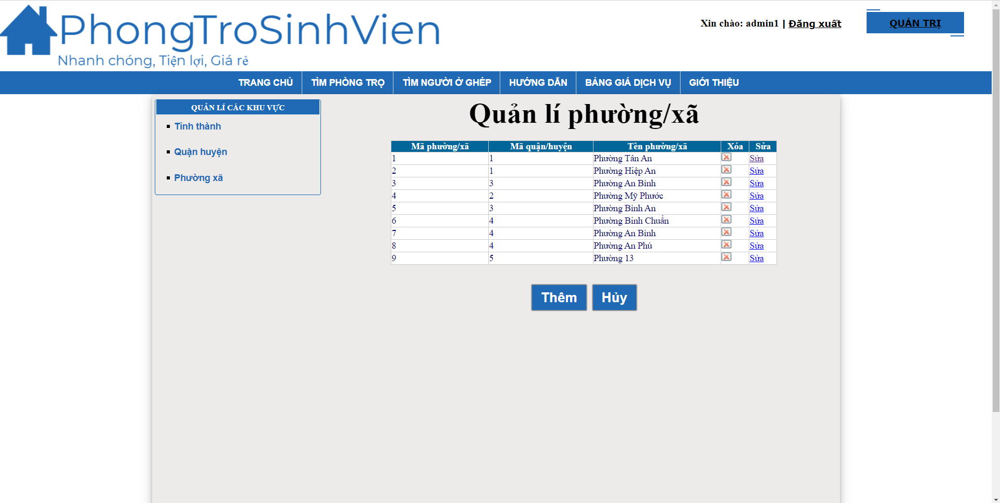 PhongTroSinhVien
Nhanh chóng, Tiện lợi, Giá rẻ
Xin chào: admin1 | Đăng xuất
QUẢN TRỊ
TRANG CHỦ TÌM PHÒNG TRỌ TÌM NGƯỜI Ở GHÉP HƯỚNG DẪN BẢNG GIÁ DỊCH VỤ GIỚI THIỆU
QUẢN LÍ CÁC KHU VỰC
Tỉnh thành
Quận huyện
Phường xã
Quản lí phường/xã
Mã phường/xã Mã quận/huyện Tên phường/xã Xóa Sửa
1 1 Phường Tân An Sửa
2 1 Phường Hiệp An Sửa
3 3 Phường An Bình Sửa
4 2 Phường Mỹ Phước Sửa
5 3 Phường Bình An Sửa
6 4 Phường Bình Chuẩn Sửa
7 4 Phường An Bình Sửa
8 4 Phường An Phú Sửa
9 5 Phường 13 Sửa
Thêm Hủy